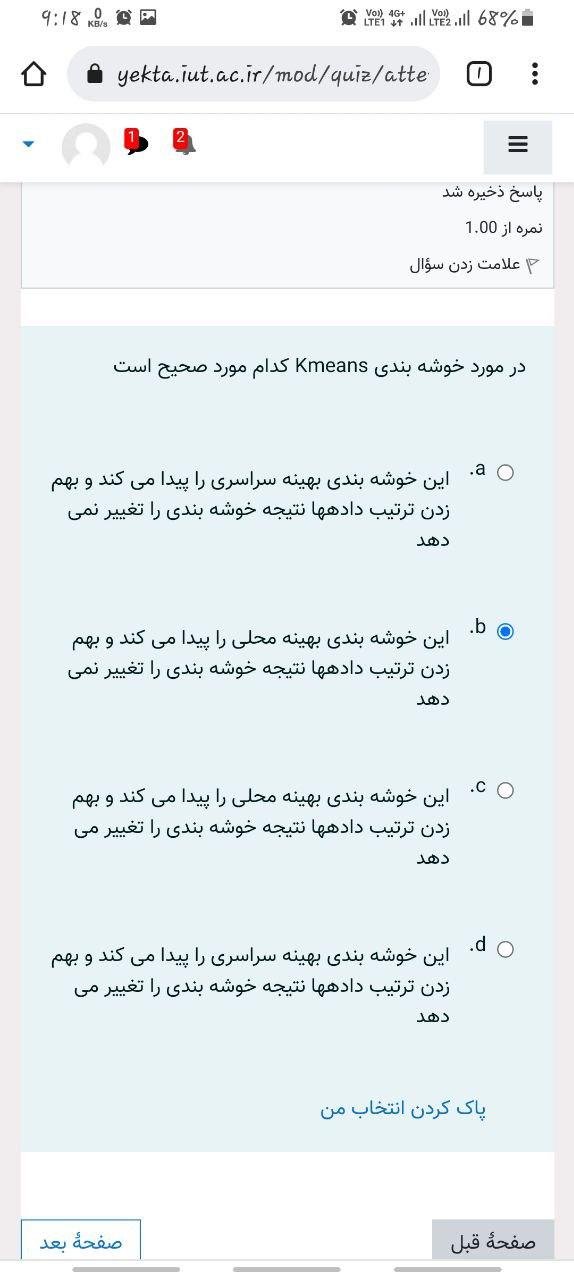 9:18 0 KB/s Vo) LTE1 4G+ Vo) LTE2 68%
yekta.iut.ac.ir/mod/quiz/atte
1
1 2
پاسخ ذخیره شد
نمره از 1.00
علامت زدن سؤال
در مورد خوشه بندی Kmeans کدام مورد صحیح است
a.
این خوشه بندی بهینه سراسری را پیدا می کند و بهم
زدن ترتیب دادهها نتیجه خوشه بندی را تغییر نمی
دهد
b.
این خوشه بندی بهینه محلی را پیدا می کند و بهم
زدن ترتیب دادهها نتیجه خوشه بندی را تغییر نمی
دهد
c.
این خوشه بندی بهینه محلی را پیدا می کند و بهم
زدن ترتیب دادهها نتیجه خوشه بندی را تغییر می
دهد
d.
این خوشه بندی بهینه سراسری را پیدا می کند و بهم
زدن ترتیب دادهها نتیجه خوشه بندی را تغییر می
دهد
پاک کردن انتخاب من
صفحهٔ قبل
صفحهٔ بعد